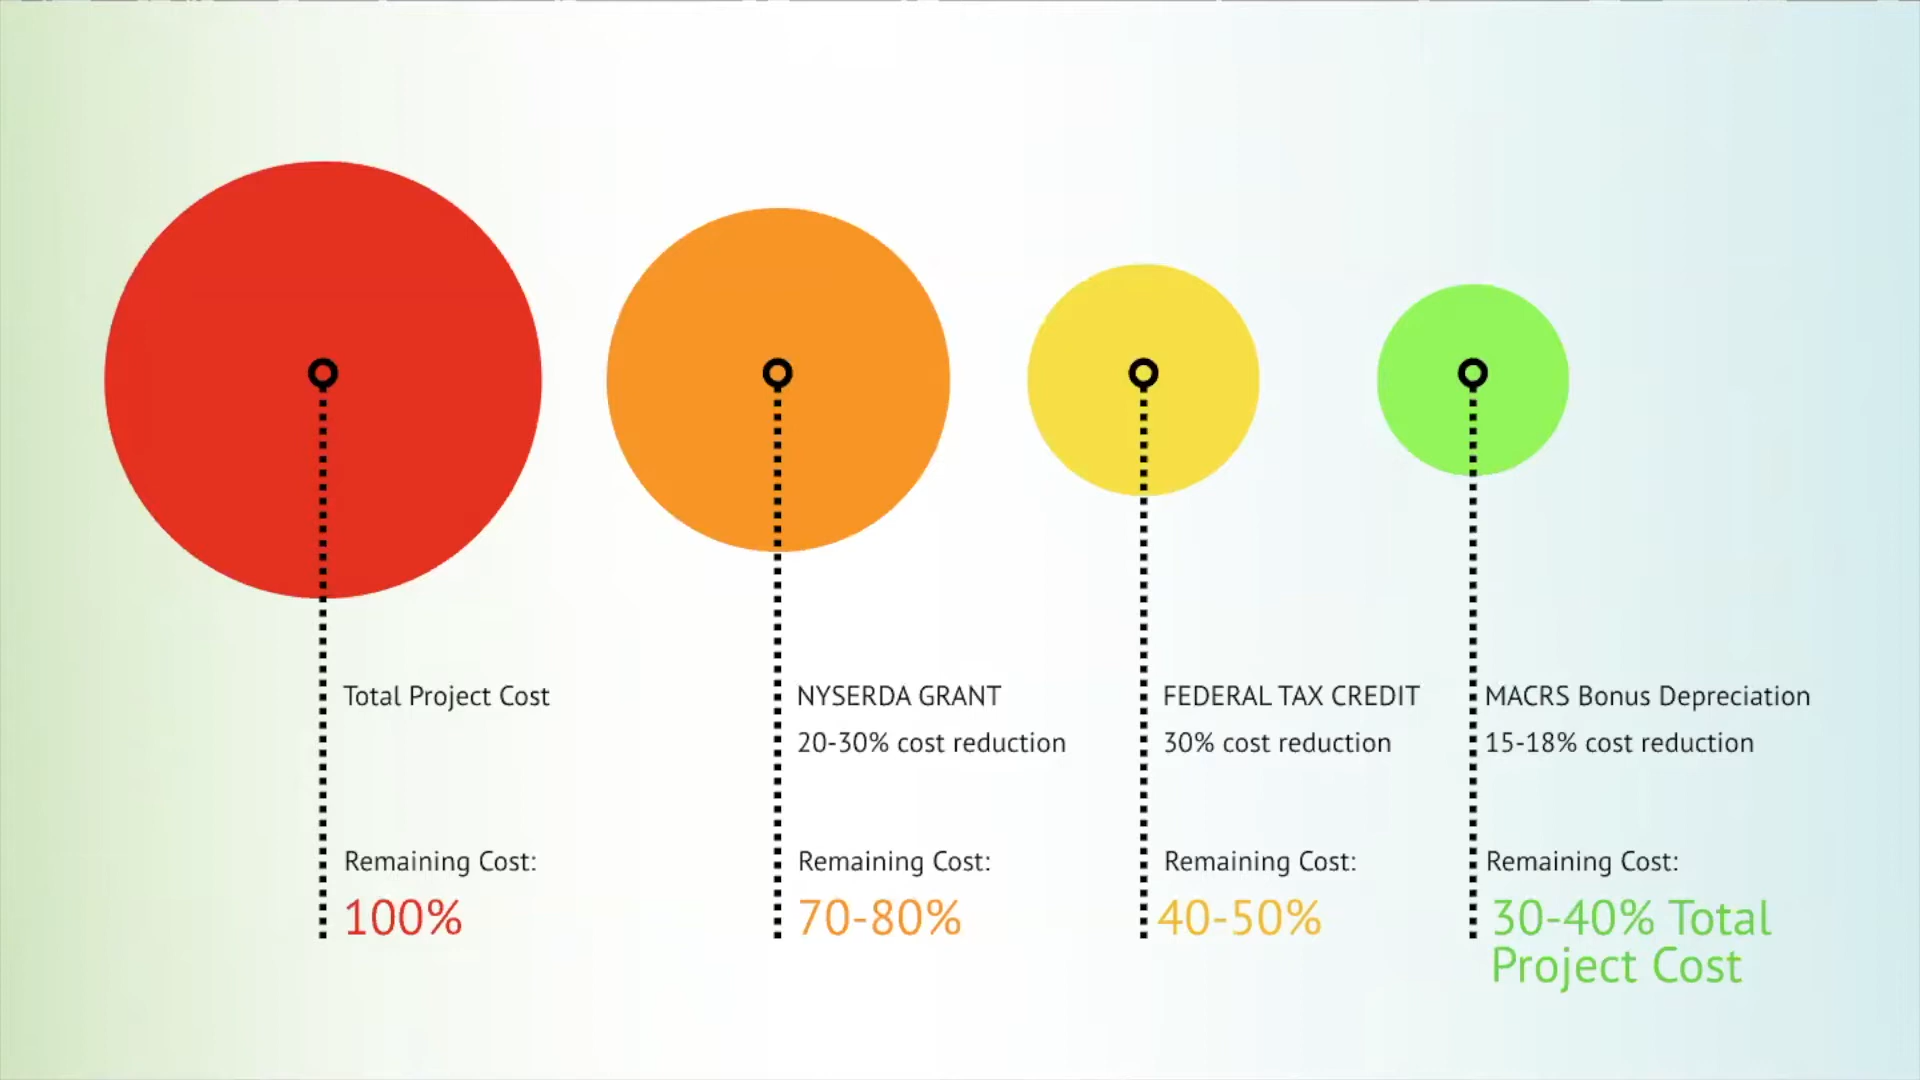 Total Project Cost
Remaining Cost:
100%
NYSERDA GRANT
20-30% cost reduction
Remaining Cost:
70-80%
FEDERAL TAX CREDIT
30% cost reduction
Remaining Cost:
40-50%
MACRS Bonus Depreciation
15-18% cost reduction
Remaining Cost:
30-40% Total
Project Cost